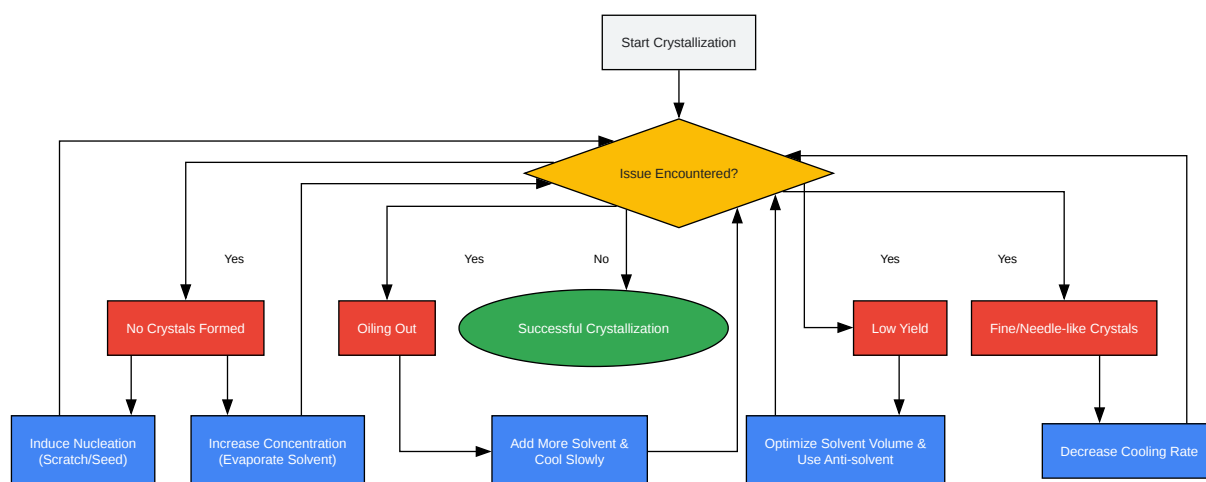 Start Crystallization
Issue Encountered?
Yes
Yes
No
Yes
Yes
No Crystals Formed
Oiling Out
Successful Crystallization
Low Yield
Fine/Needle-like Crystals
Induce Nucleation
(Scratch/Seed)
Increase Concentration
(Evaporate Solvent)
Add More Solvent &
Cool Slowly
Optimize Solvent Volume &
Use Anti-solvent
Decrease Cooling Rate